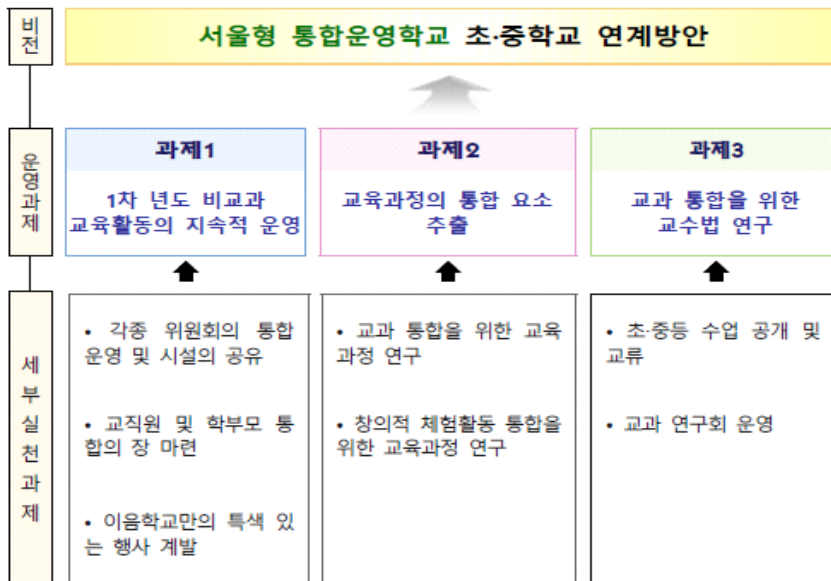 비전
서울형 통합운영학교 초·중학교 연계방안
운영과제
과제1
1차 년도 비교과
교육활동의 지속적 운영
과제2
교육과정의 통합 요소
추출
과제3
교과 통합을 위한
교수법 연구
세부실천과제
• 각종 위원회의 통합
운영 및 시설의 공유
• 교직원 및 학부모 통
합의 장 마련
• 이음학교만의 특색 있
는 행사 계발
• 교과 통합을 위한 교육
과정 연구
• 창의적 체험활동 통합을
위한 교육과정 연구
• 초·중등 수업 공개 및
교류
• 교과 연구회 운영